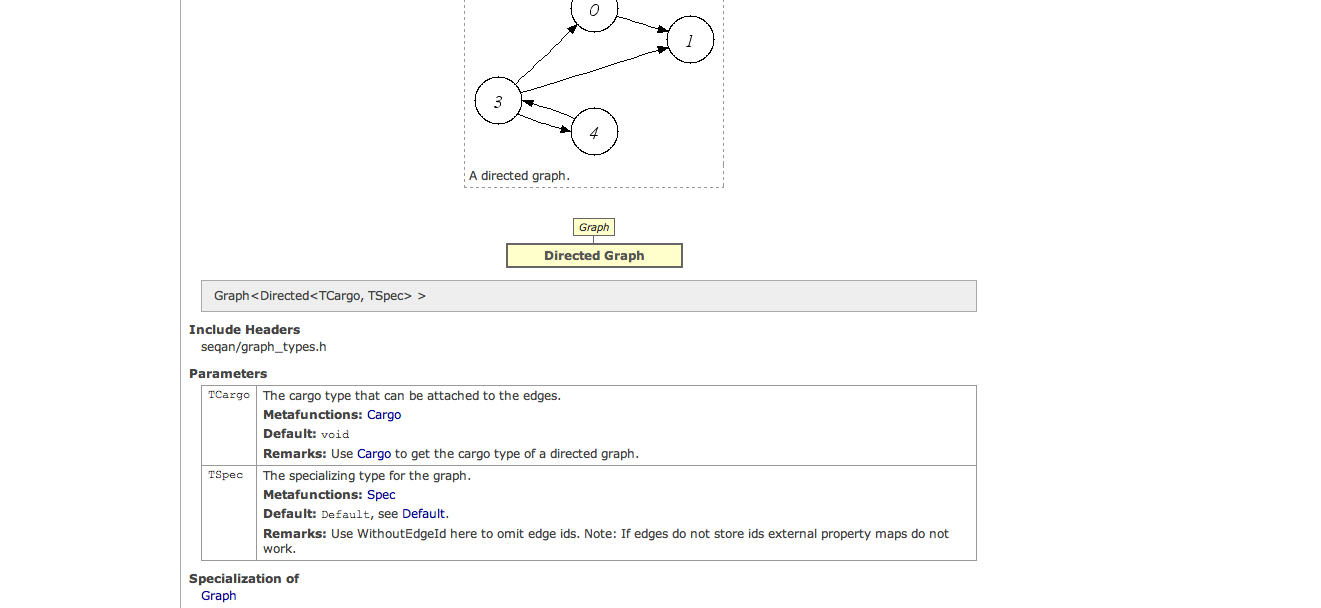 0
1
3
4
A directed graph.
Graph
Directed Graph
Graph<Directed<TCargo, TSpec> >
Include Headers
seqan/graph_types.h
Parameters
TCargo The cargo type that can be attached to the edges.
Metafunctions: Cargo
Default: void
Remarks: Use Cargo to get the cargo type of a directed graph.
TSpec The specializing type for the graph.
Metafunctions: Spec
Default: Default, see Default.
Remarks: Use WithoutEdgeId here to omit edge ids. Note: If edges do not store ids external property maps do not
work.
Specialization of
Graph